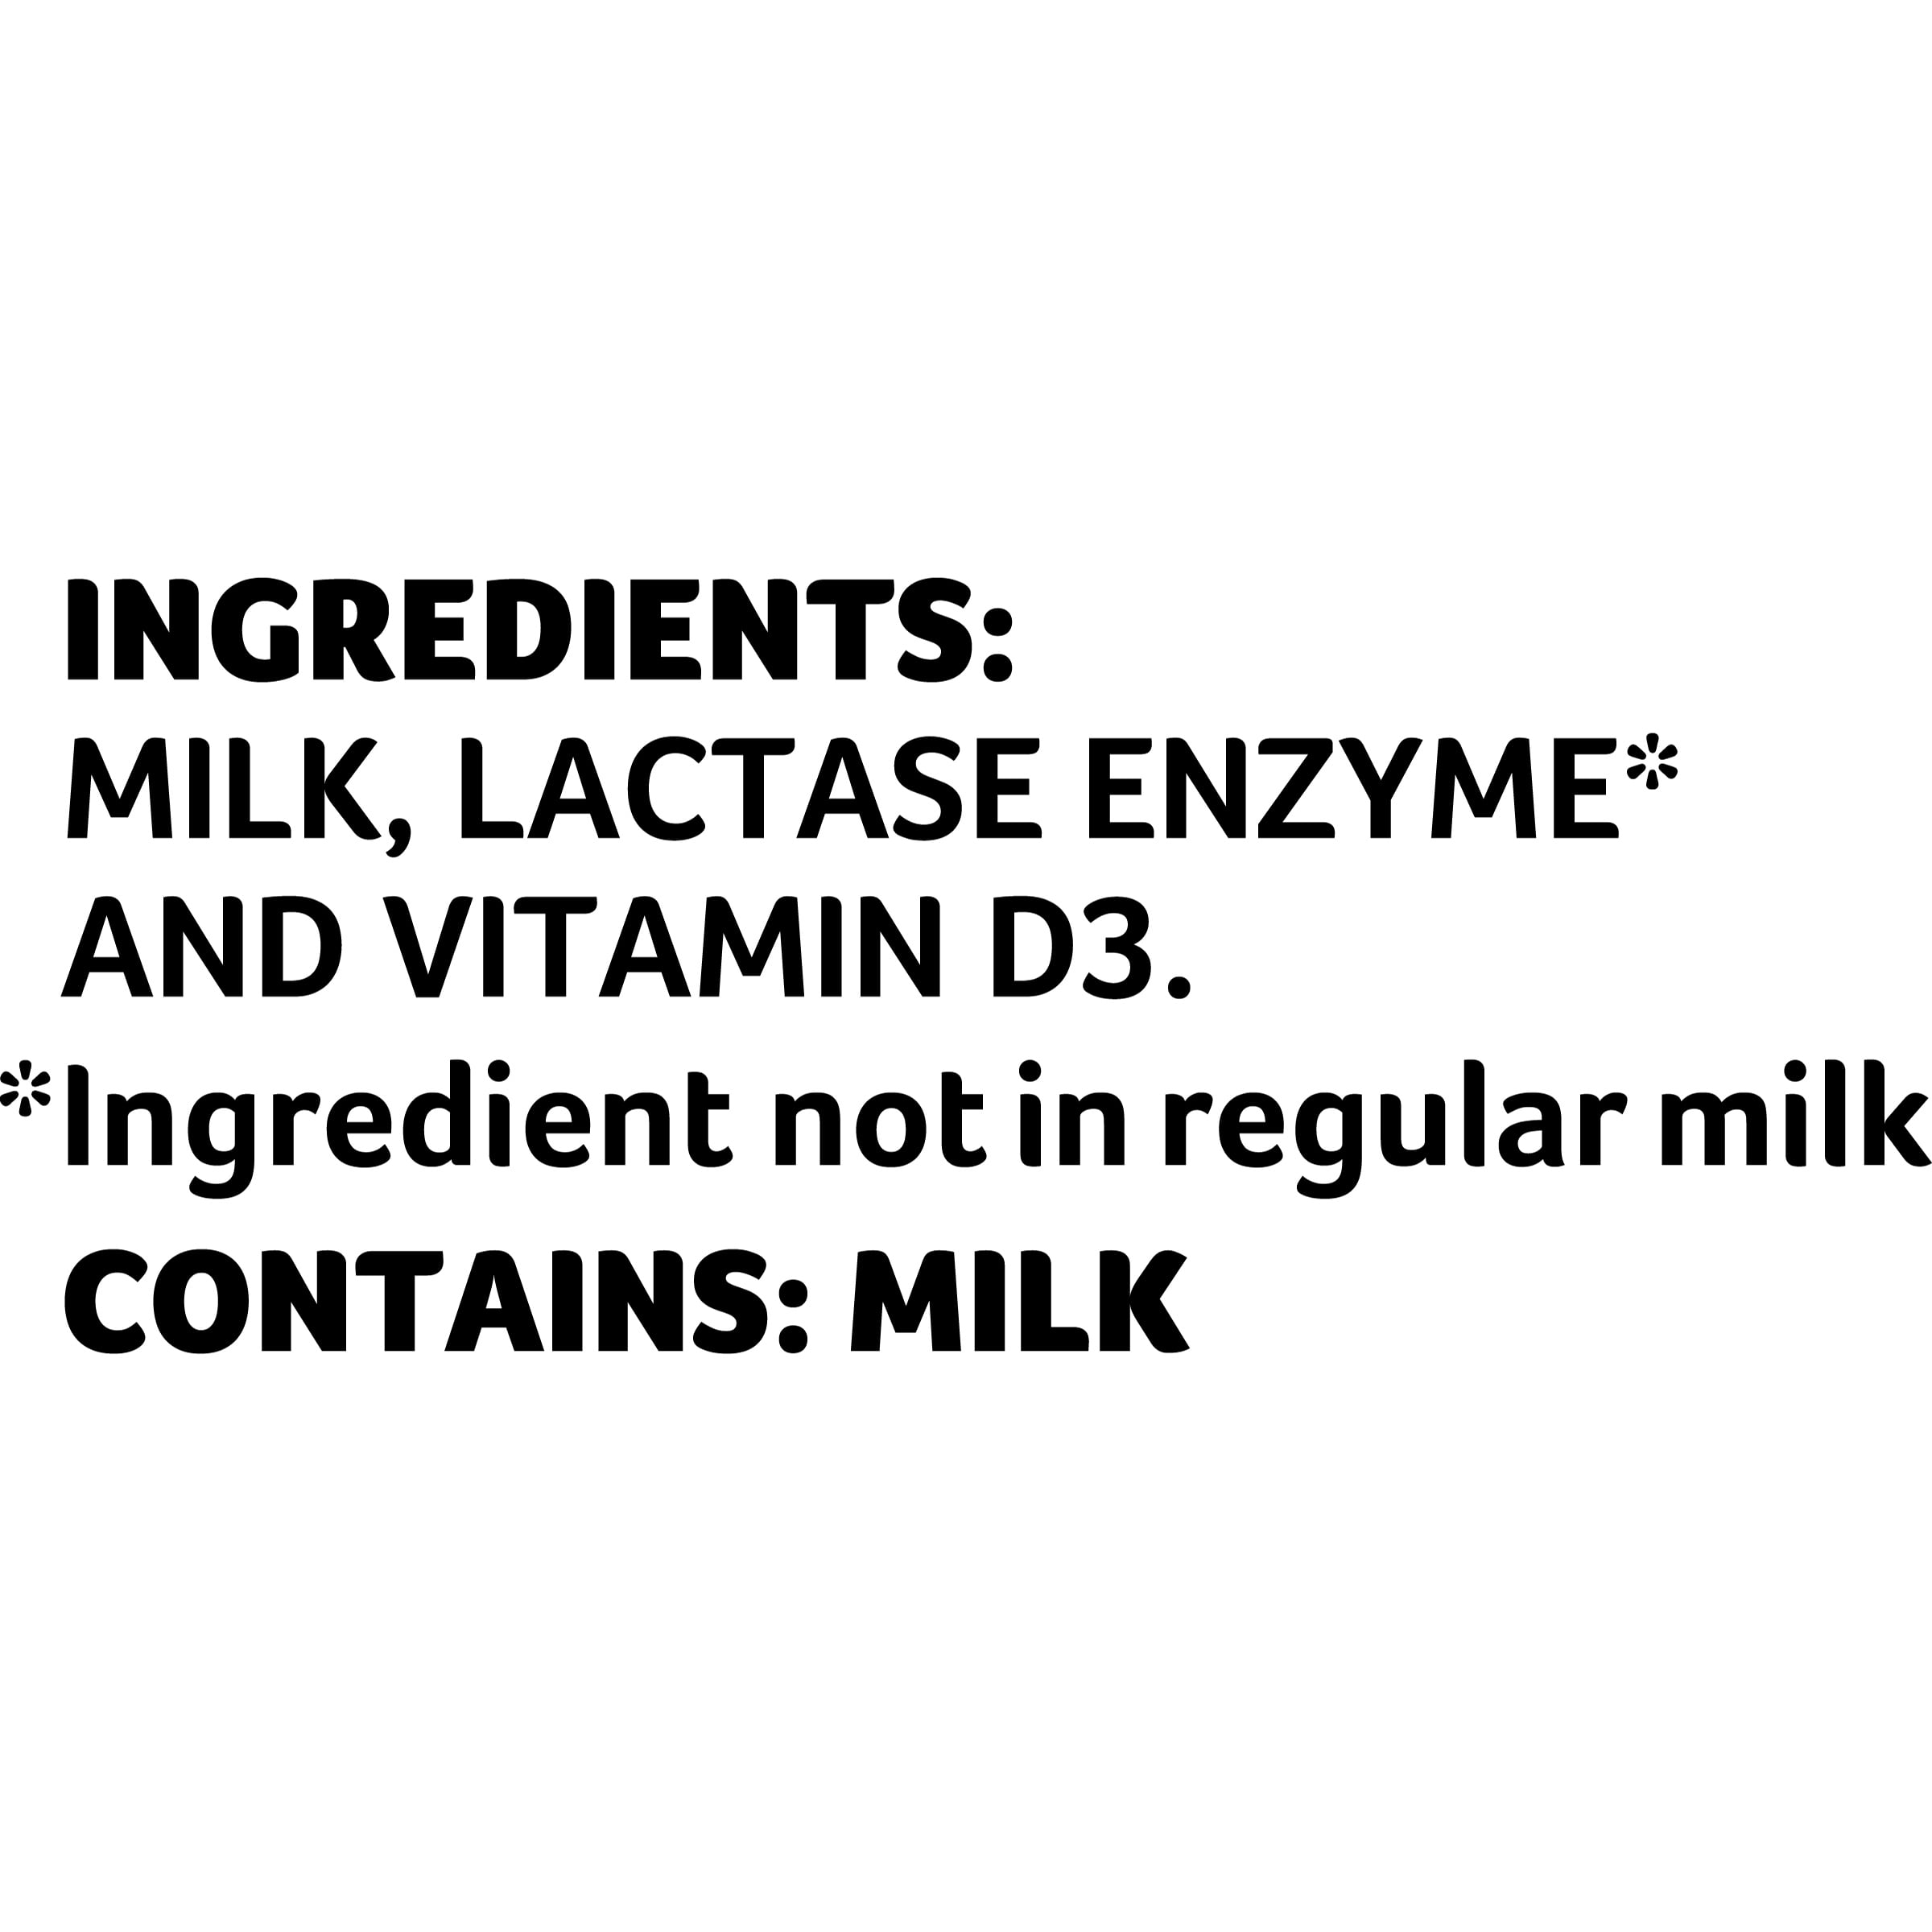 INGREDIENTS:
MILK, LACTASE ENZYME*
AND VITAMIN D3.
*Ingredient not in regular milk
CONTAINS: MILK